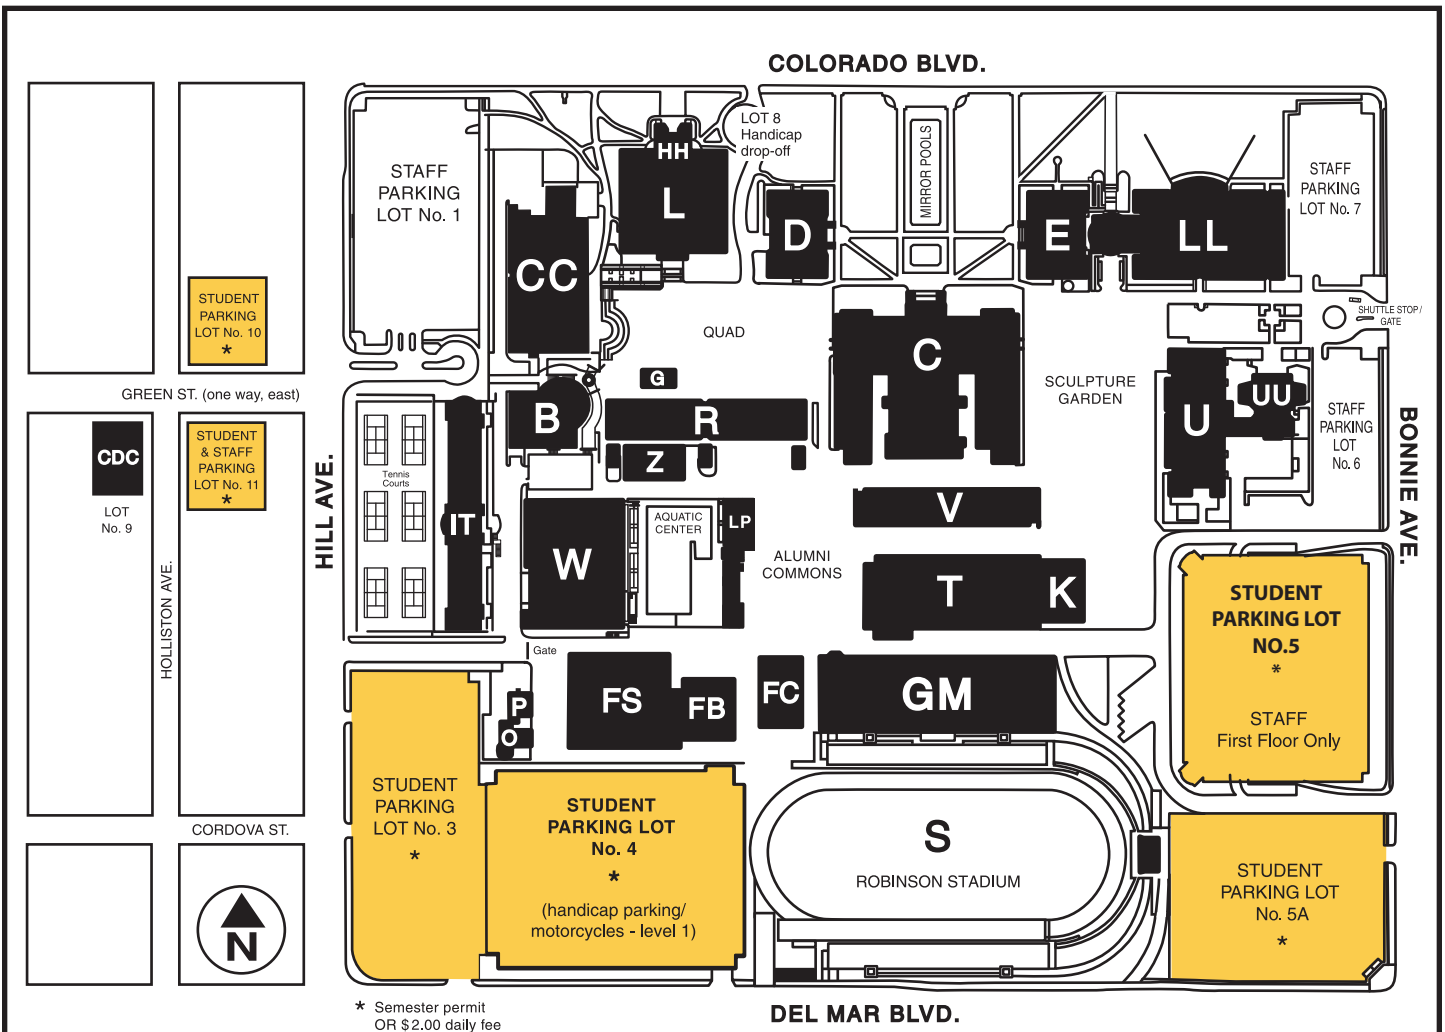 COLORADO BLVD.
LOT 8
Handicap
drop-off
HH
L
MIRROR POOLS
STAFF
PARKING
LOT No. 1
STAFF
PARKING
LOT No. 7
D
E
LL
CC
STUDENT
PARKING
LOT No. 10
*
SHUTTLE STOP /
GATE
QUAD
C
G
SCULPTURE
GARDEN
GREEN ST. (one way, east)
UU
U
B
R
STAFF
PARKING
LOT
No. 6
BONNIE AVE.
CDC
LOT
No. 9
STUDENT
& STAFF
PARKING
LOT No. 11
*
HILL AVE.
Tennis
Courts
Z
IT
W
AQUATIC
CENTER
LP
V
ALUMNI
COMMONS
T
K
HOLLISTON AVE.
STUDENT
PARKING LOT
NO.5
*
STAFF
First Floor Only
Gate
P
O
FS
FB
FC
GM
STUDENT
PARKING
LOT No. 3
*
STUDENT
PARKING LOT
No. 4
*
(handicap parking/
motorcycles - level 1)
CORDOVA ST.
S
ROBINSON STADIUM
STUDENT
PARKING LOT
No. 5A
*
N
* Semester permit
OR $2.00 daily fee
DEL MAR BLVD.